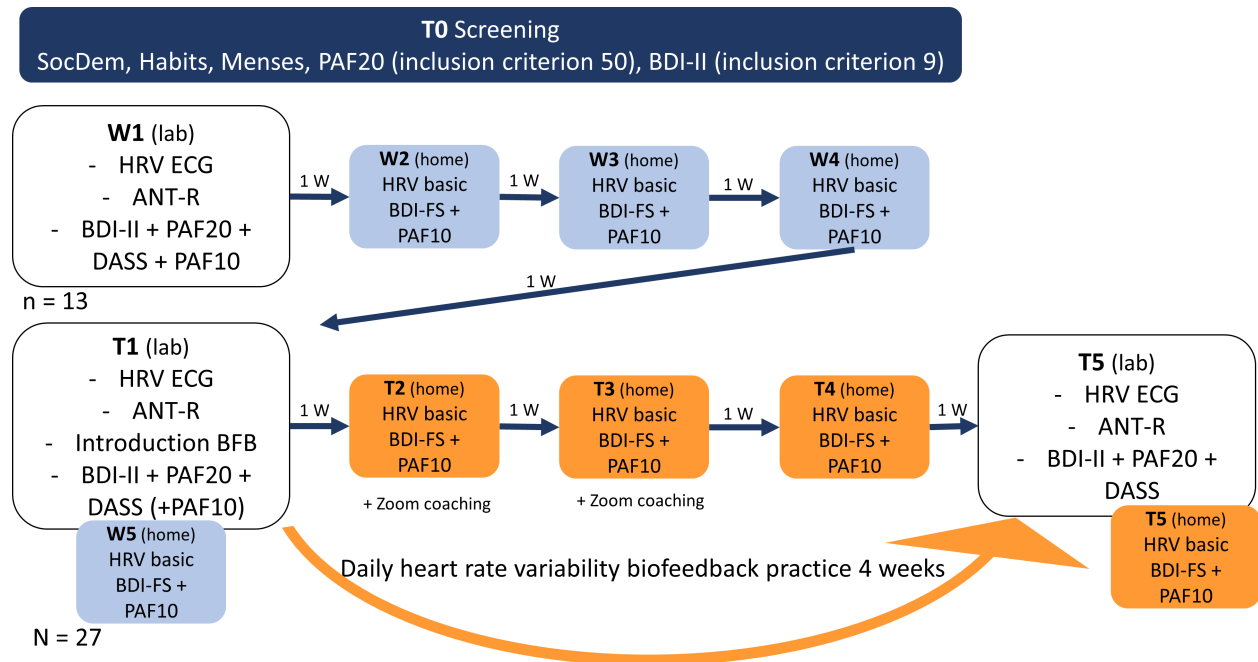 T0 Screening
SocDem, Habits, Menses, PAF20 (inclusion criterion 50), BDI-II (inclusion criterion 9)
W1 (lab)
- HRV ECG
- ANT-R
- BDI-II + PAF20 +
DASS + PAF10
n = 13
1 W
W2 (home)
HRV basic
BDI-FS +
PAF10
1 W
W3 (home)
HRV basic
BDI-FS +
PAF10
1 W
W4 (home)
HRV basic
BDI-FS +
PAF10
1 W
T1 (lab)
- HRV ECG
- ANT-R
- Introduction BFB
- BDI-II + PAF20 +
DASS (+PAF10)
W5 (home)
HRV basic
BDI-FS +
PAF10
N = 27
1 W
T2 (home)
HRV basic
BDI-FS +
PAF10
+ Zoom coaching
1 W
T3 (home)
HRV basic
BDI-FS +
PAF10
+ Zoom coaching
1 W
T4 (home)
HRV basic
BDI-FS +
PAF10
1 W
T5 (lab)
- HRV ECG
- ANT-R
- BDI-II + PAF20 +
DASS
T5 (home)
HRV basic
BDI-FS +
PAF10
Daily heart rate variability biofeedback practice 4 weeks